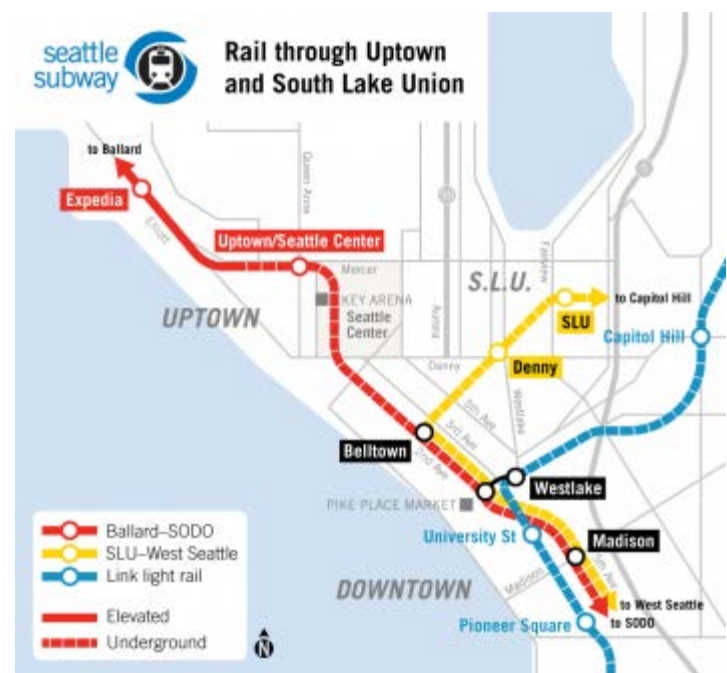 seattle
subway
Rail through Uptown
and South Lake Union
to Ballard
Expedia
Elliott
Queen Anne
Uptown/Seattle Center
Mercer
Fairview
S.L.U.
to Capitol Hill
KEY ARENA
Seattle
Center
UPTOWN
SLU
Aurora
Capitol Hill
Denny
Denny
Westlake
5th Ave
3rd Ave
2nd Ave
Belltown
Westlake
PIKE PLACE MARKET
University St
Madison
5th Ave
Madison
DOWNTOWN
to West Seattle
to SODO
Pioneer Square
Ballard–SODO
SLU–West Seattle
Link light rail
Elevated
Underground
N